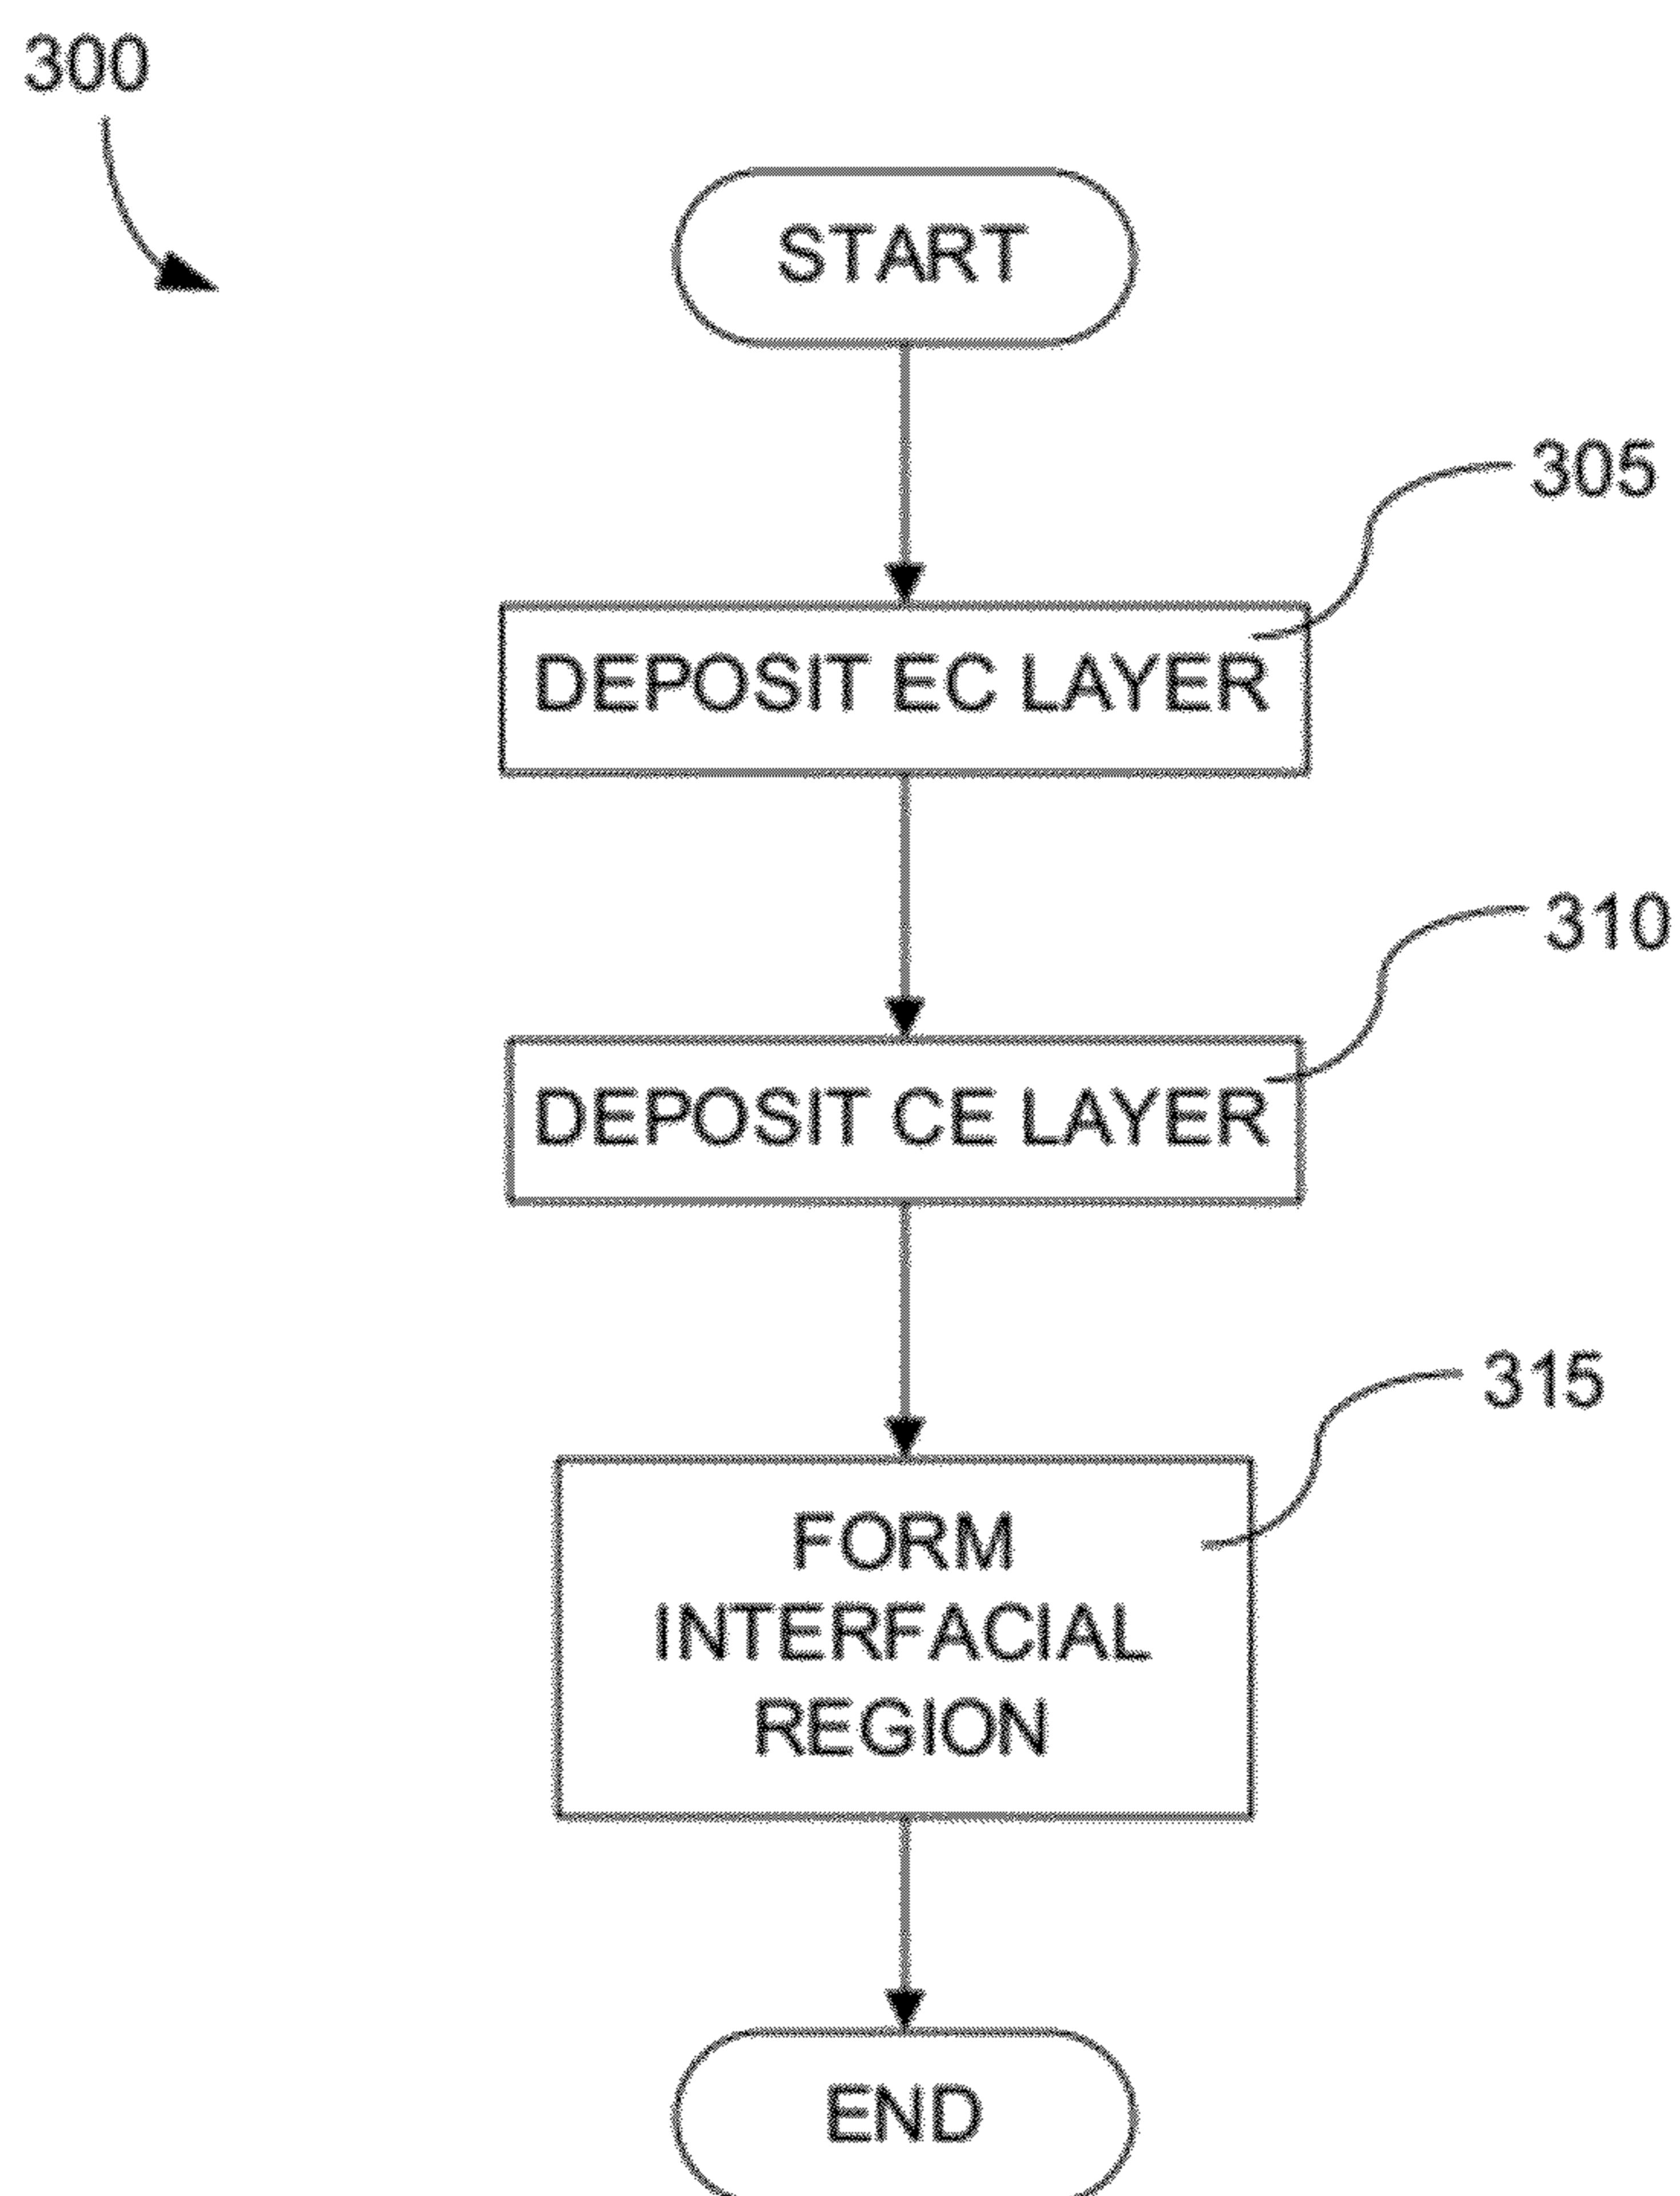 300
START
305
DEPOSIT EC LAYER
310
DEPOSIT CE LAYER
315
FORM
INTERFACIAL
REGION
END